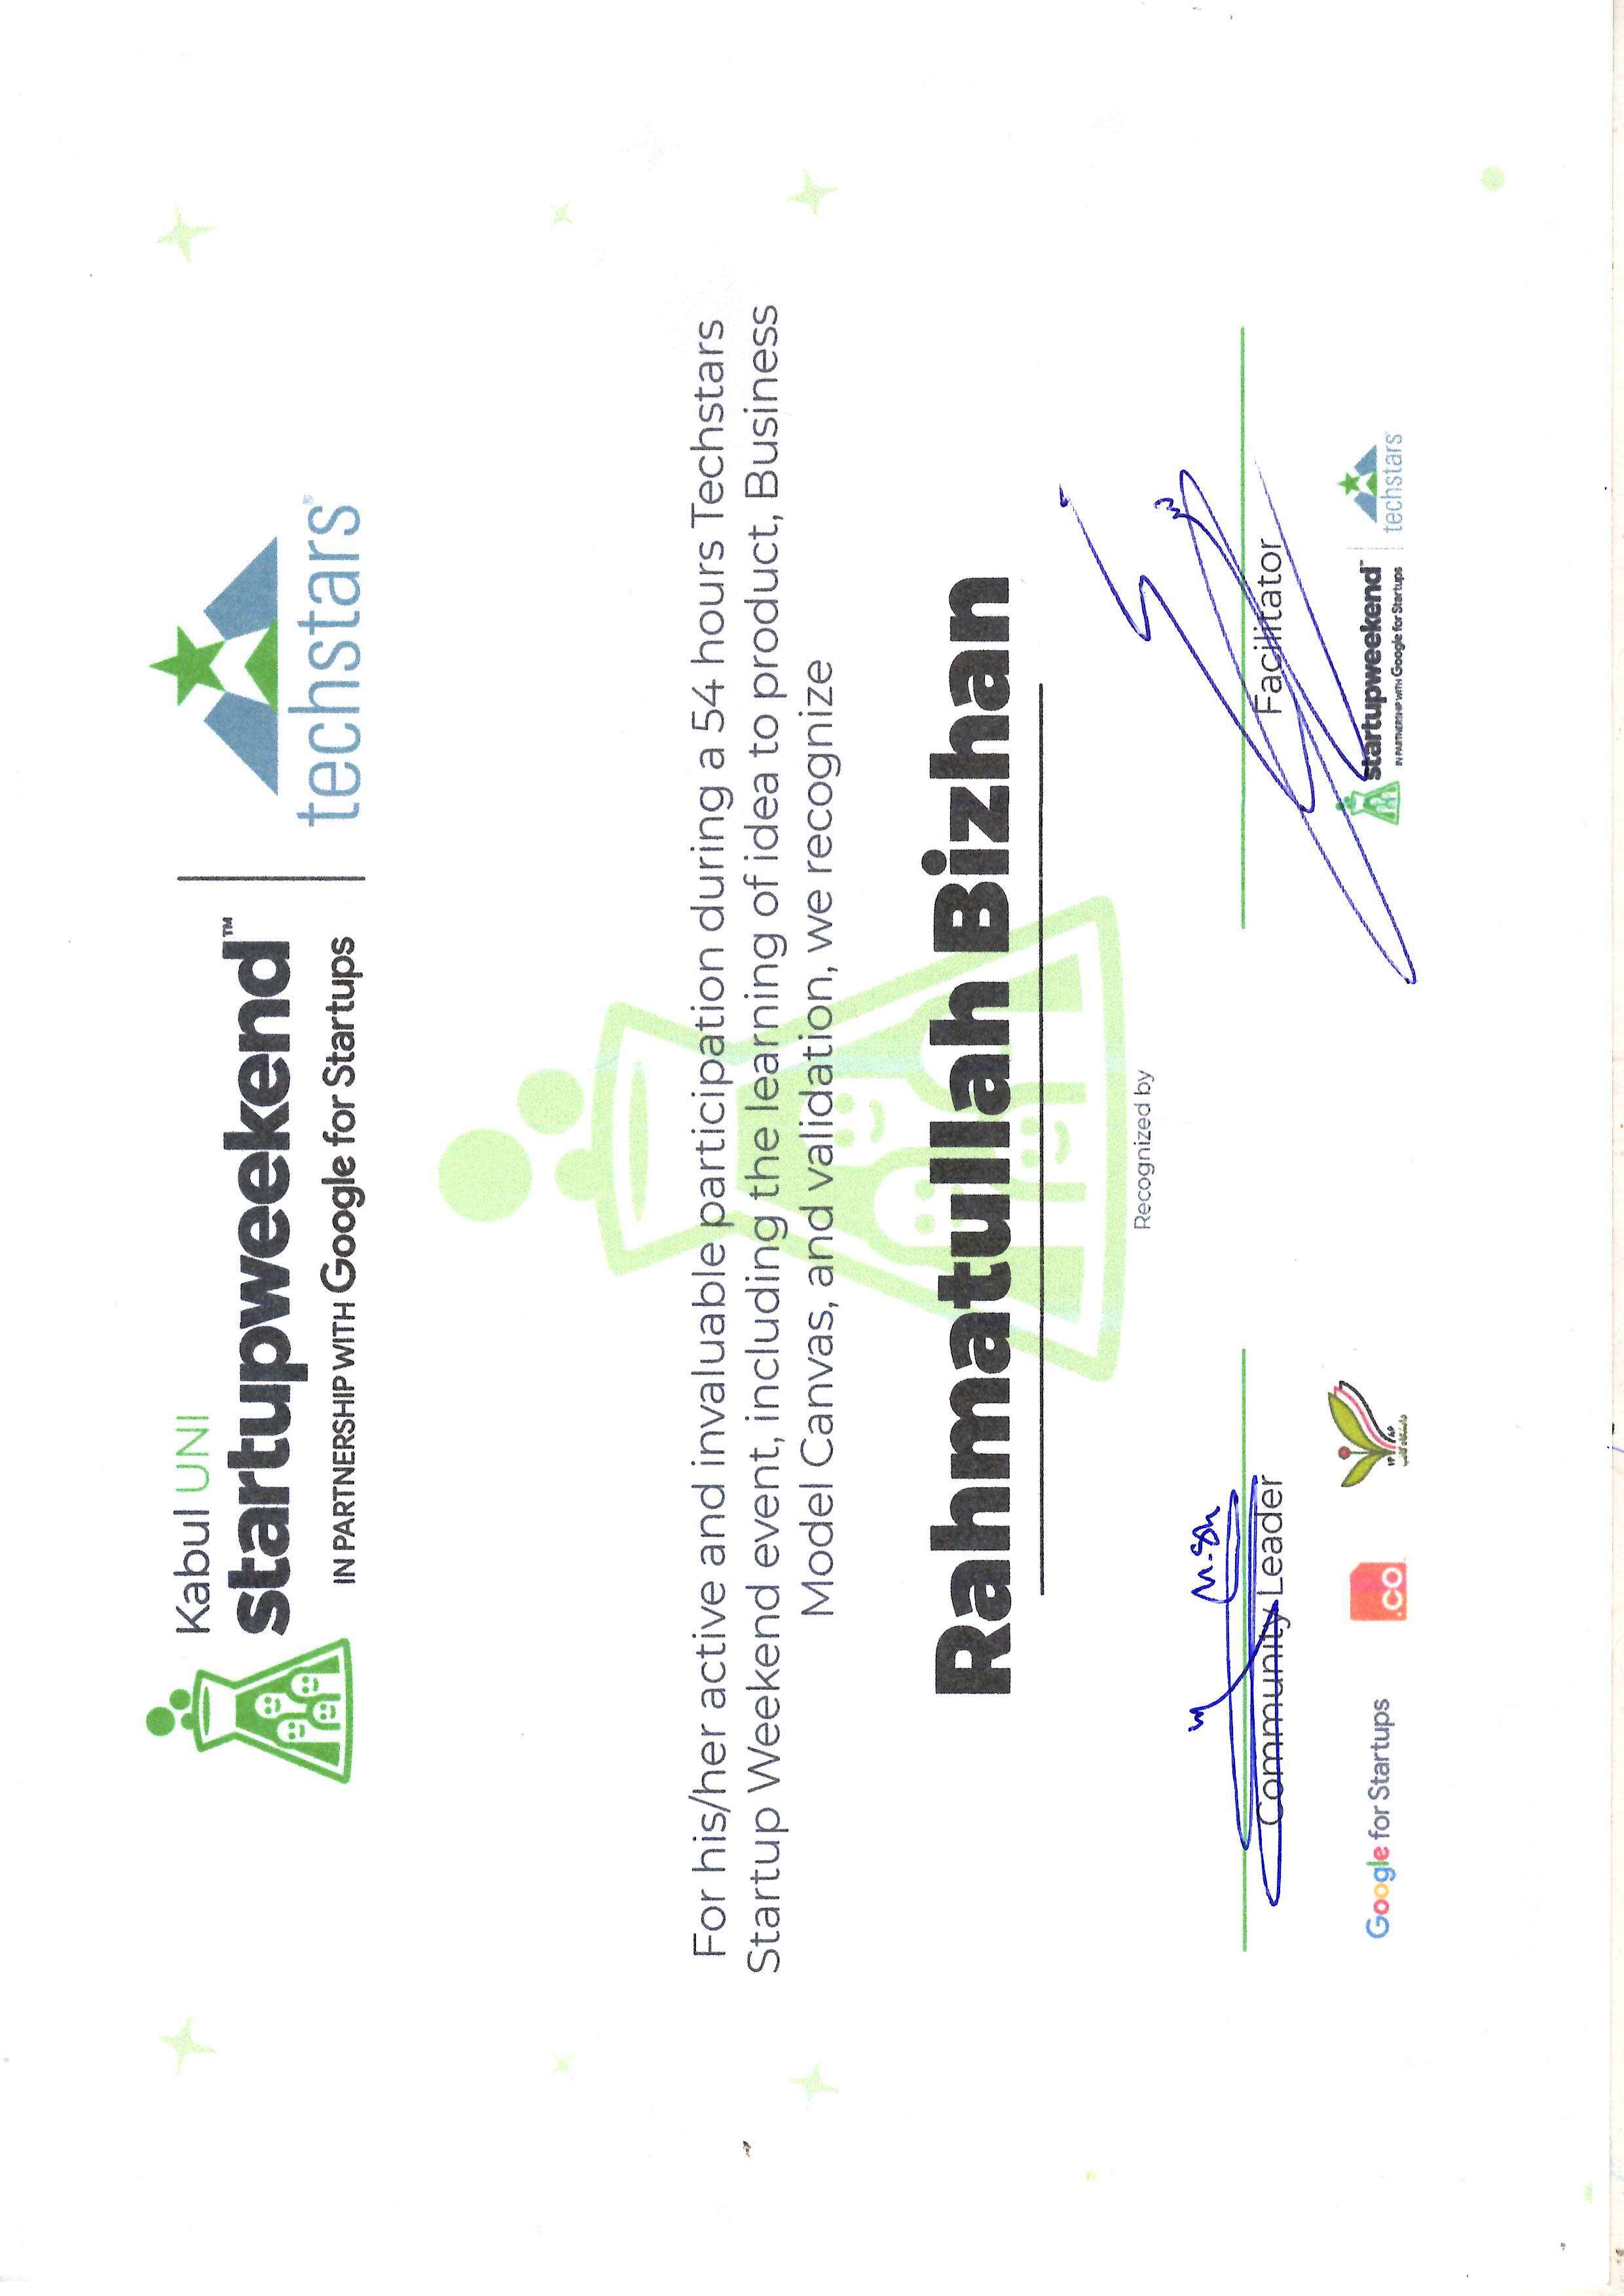 Kabul UNI
startupweekend™
IN PARTNERSHIP WITH Google for Startups
techstars®
For his/her active and invaluable participation during a 54 hours Techstars
Startup Weekend event, including the learning of idea to product, Business
Model Canvas, and validation, we recognize
Rahmatullah Bizhan
Recognized by
M-Sh
Community Leader
Facilitator
Google for Startups
.CO
۱۳۸۶
دانشگاه کاتب
startupweekend™
IN PARTNERSHIP WITH Google for Startups
techstars